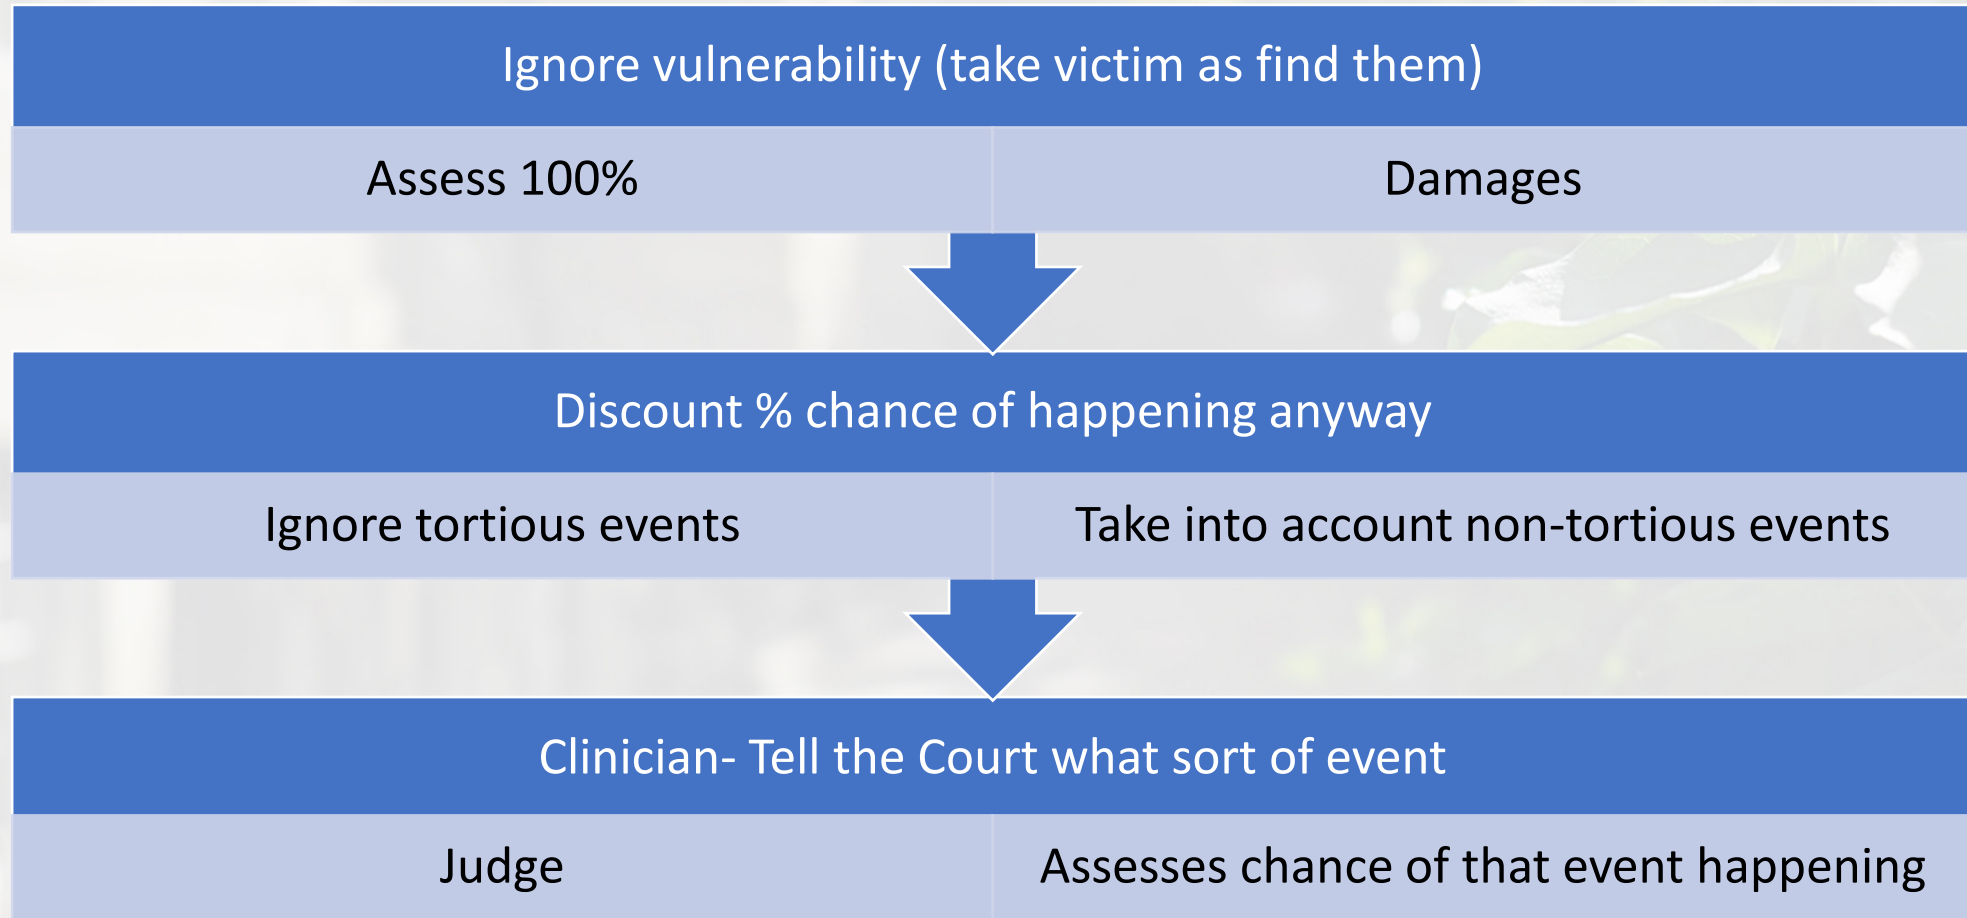 Ignore vulnerability (take victim as find them)
Assess 100%
Damages
Discount % chance of happening anyway
Ignore tortious events
Take into account non-tortious events
Clinician- Tell the Court what sort of event
Judge
Assesses chance of that event happening